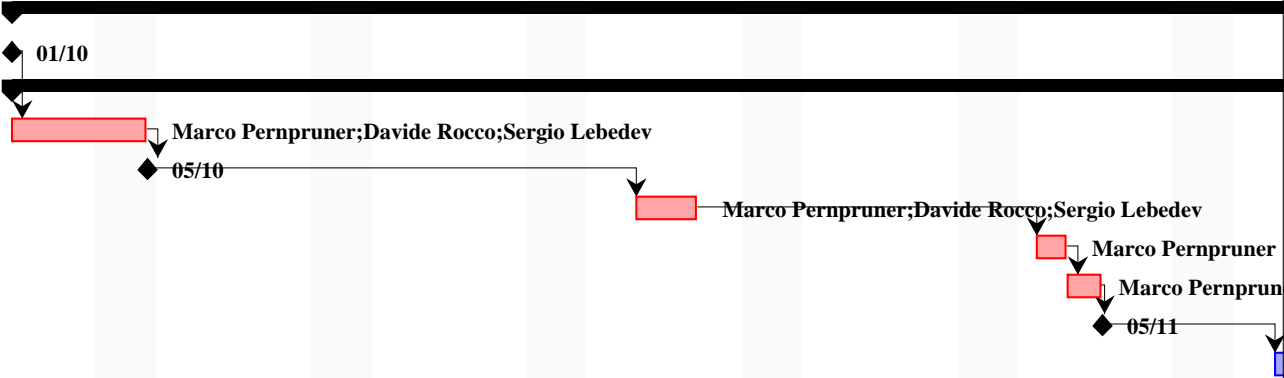 01/10
Marco Pernpruner;Davide Rocco;Sergio Lebedev
05/10
Marco Pernpruner;Davide Rocco;Sergio Lebedev
Marco Pernpruner
Marco Pernprun
05/11